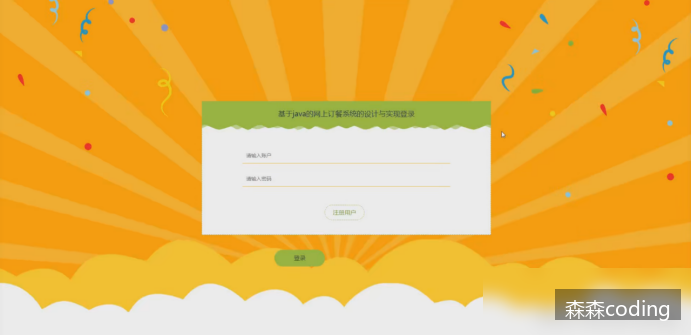 基于java的网上订餐系统的设计与实现登录
请输入账户
请输入密码
注册用户
登录
森森coding